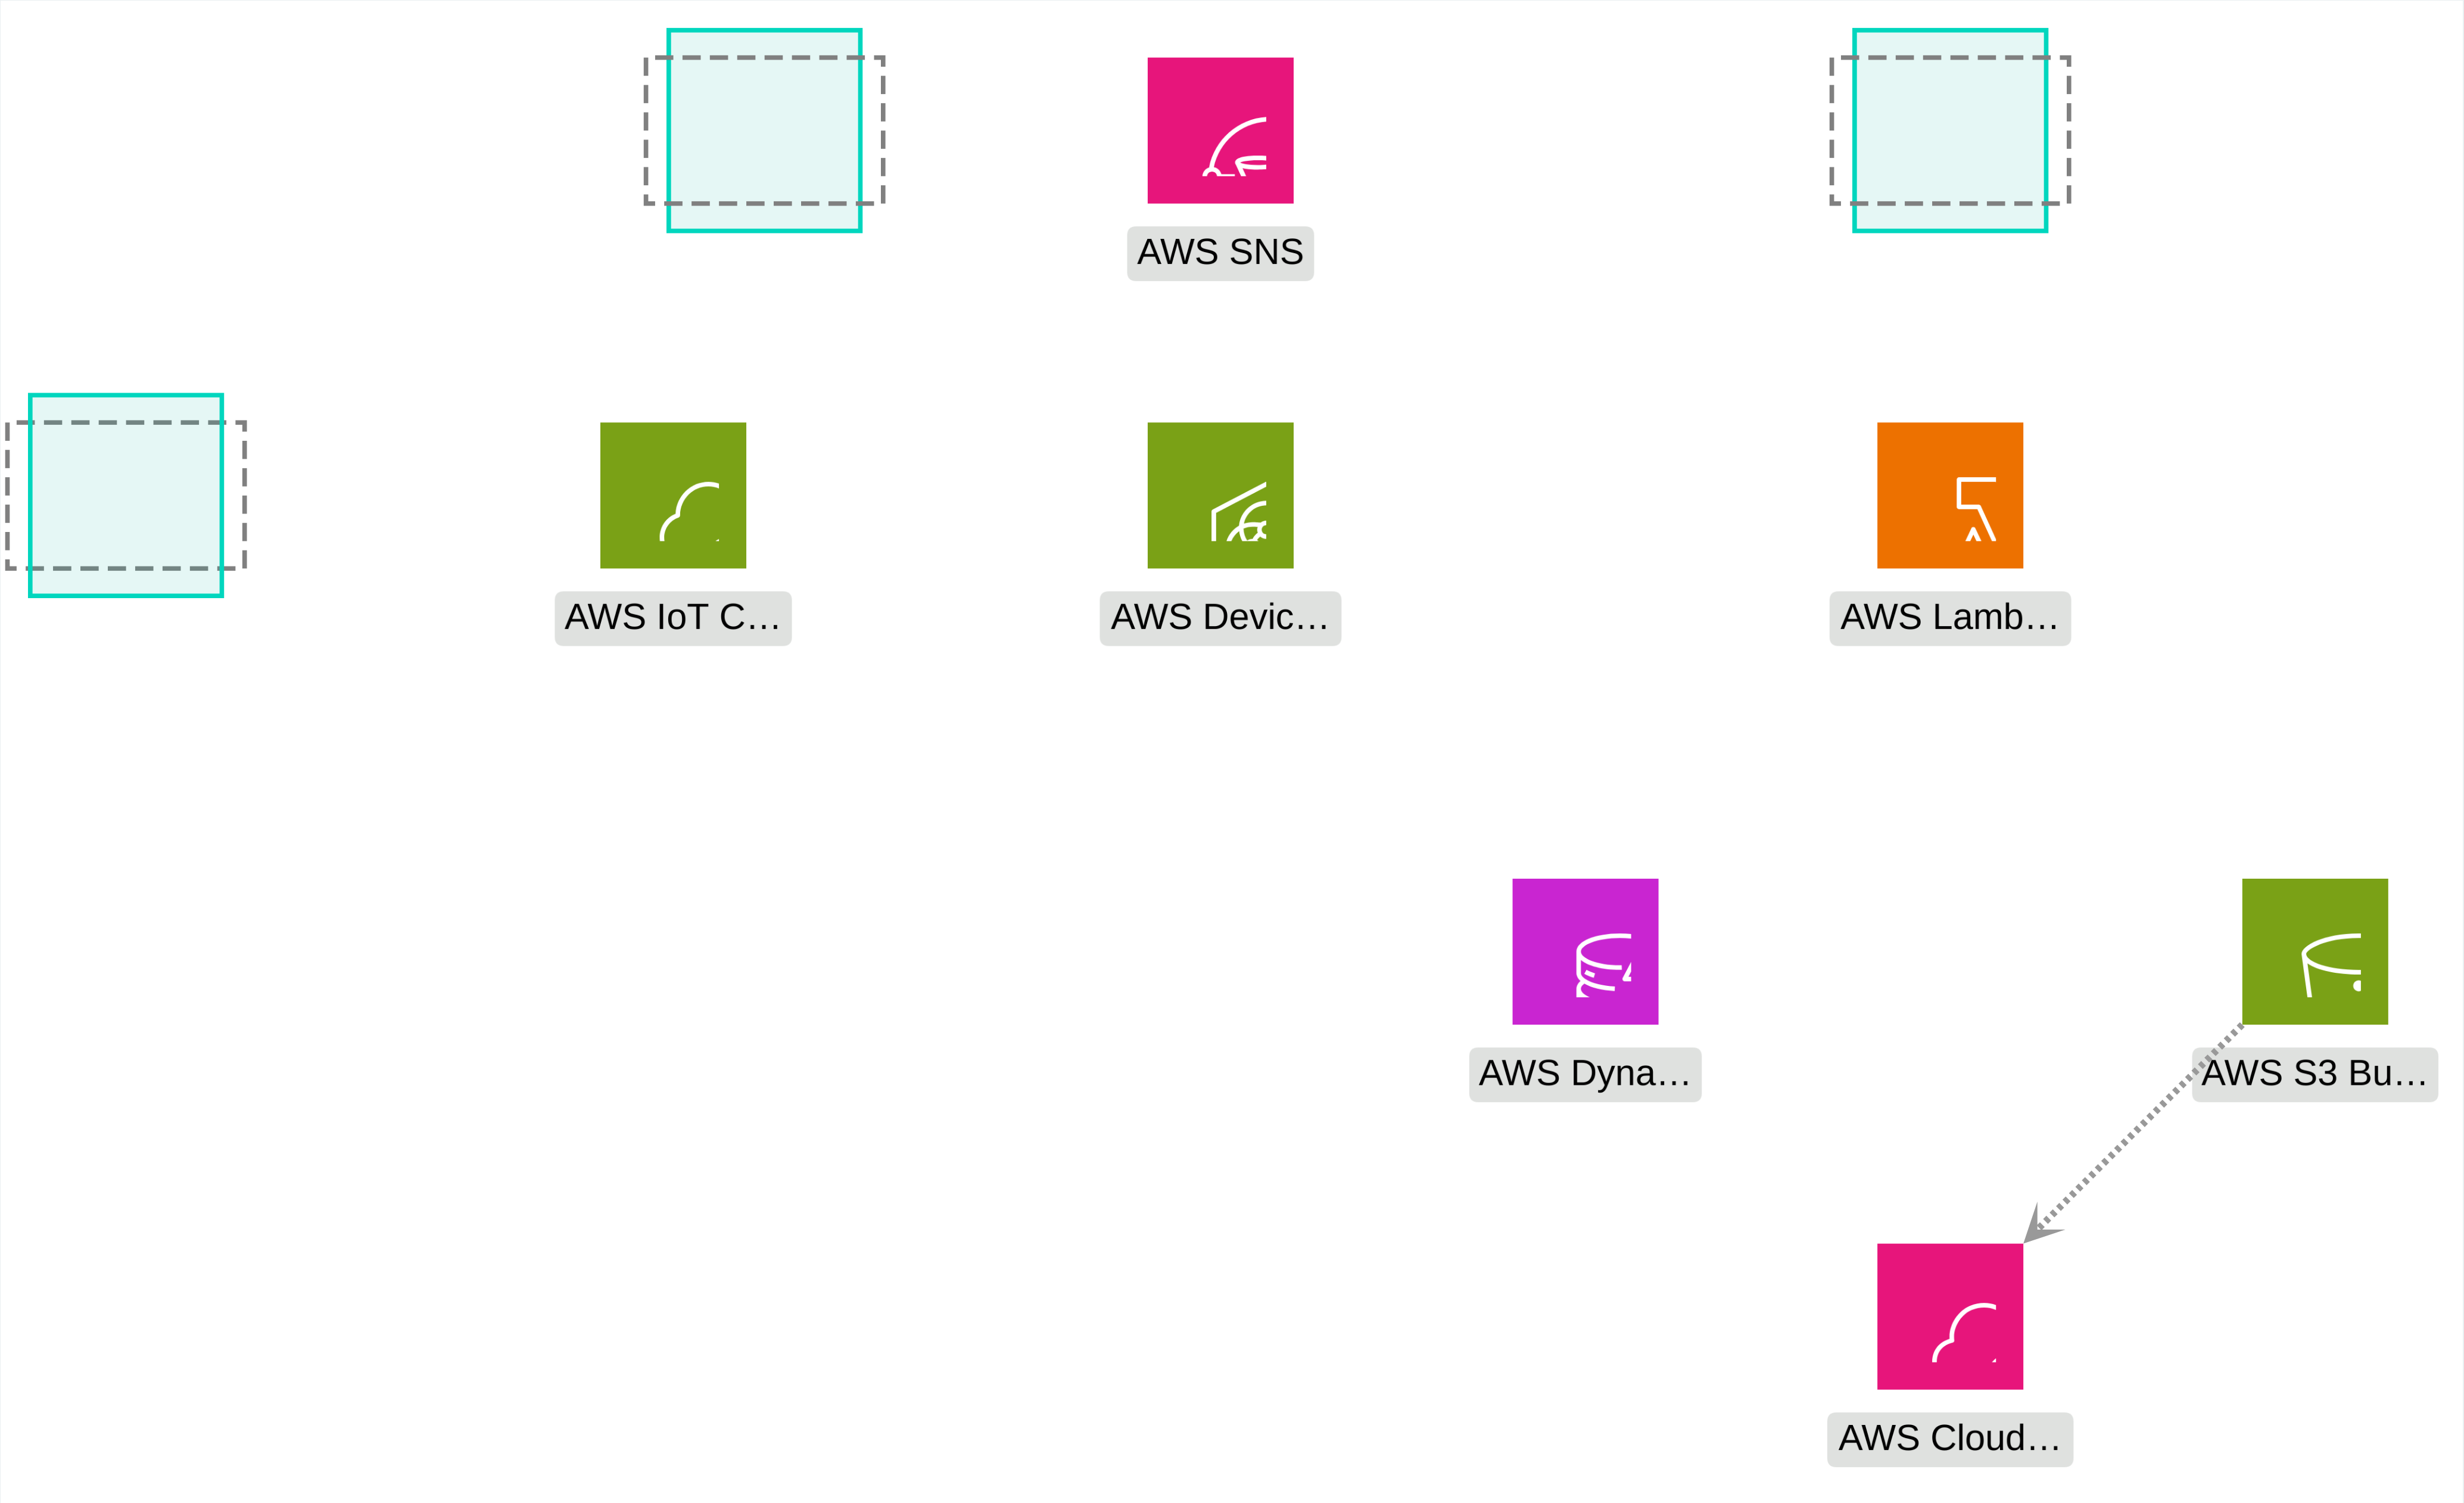 AWS SNS
AWS IoT C…
AWS Devic…
AWS Lamb…
AWS Dyna…
AWS S3 Bu…
AWS Cloud…